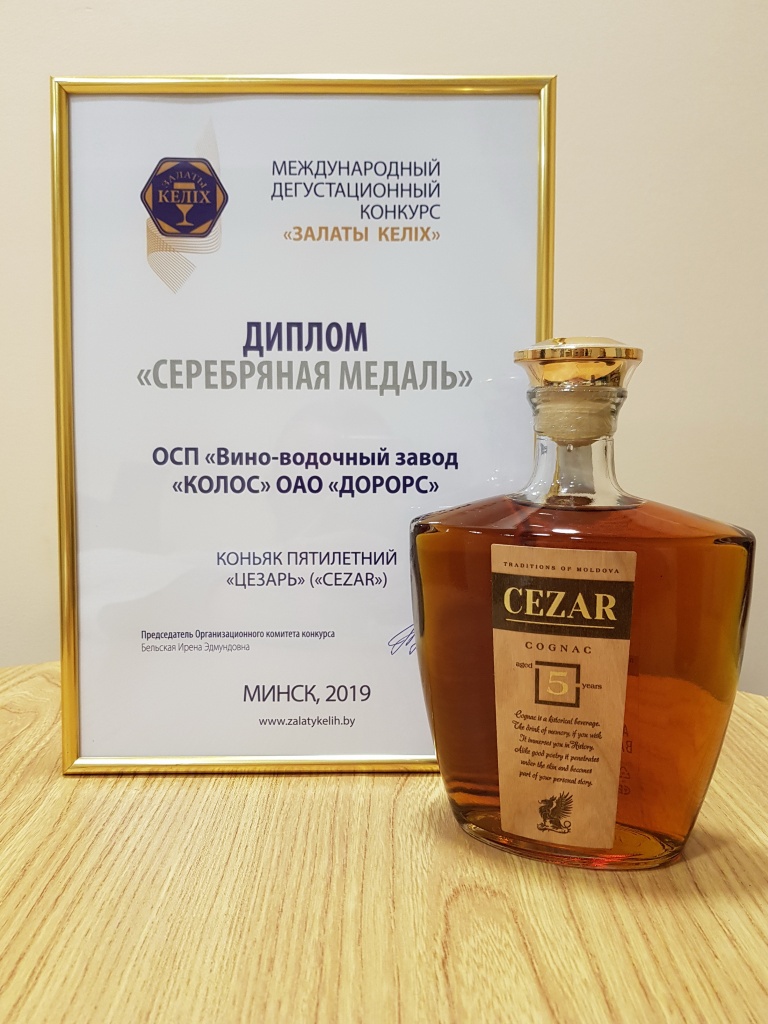 ЗАЛАТЫ
КЕЛІХ
МЕЖДУНАРОДНЫЙ
ДЕГУСТАЦИОННЫЙ
КОНКУРС
«ЗАЛАТЫ КЕЛІХ»
ДИПЛОМ
«СЕРЕБРЯНАЯ МЕДАЛЬ»
ОСП «Вино-водочный завод
«КОЛОС» ОАО «ДОРОРС»
КОНЬЯК ПЯТИЛЕТНИЙ
«ЦЕЗАРЬ» («CEZAR»)
Председатель Организационного комитета конкурса
Бельская Ирена Эдмундовна
МИНСК, 2019
www.zalatykelih.by
TRADITIONS OF MOLDOVA
CEZAR
COGNAC
aged 5 years
Cognac is a historical beverage.
The drink of memory, if you wish.
It immerses you in History.
Alike good poetry it penetrates
under the skin and becomes
part of your personal story.